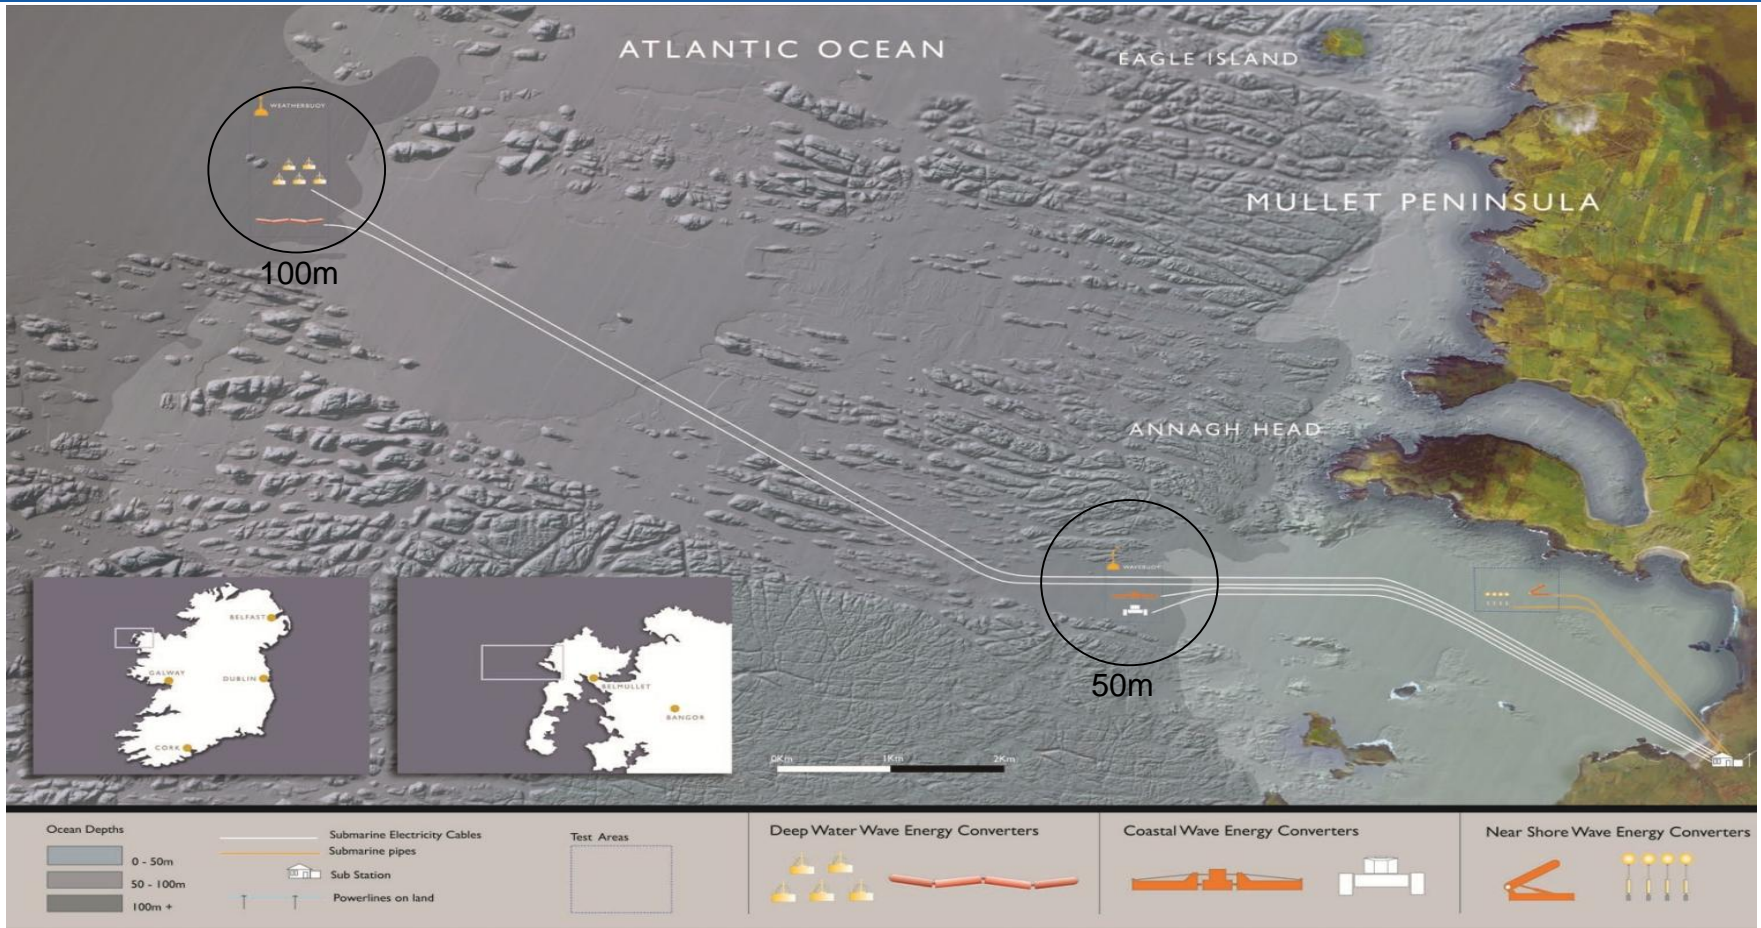 ATLANTIC OCEAN
EAGLE ISLAND
WEATHERBUOY
MULLET PENINSULA
100m
ANNAGH HEAD
WAVEBUOY
50m
BELFAST
GALWAY
DUBLIN
CORK
BELMULLET
BANGOR
0Km 1Km 2Km
Ocean Depths
0 - 50m
50 - 100m
100m +
Submarine Electricity Cables
Submarine pipes
Sub Station
Powerlines on land
Test Areas
Deep Water Wave Energy Converters
Coastal Wave Energy Converters
Near Shore Wave Energy Converters